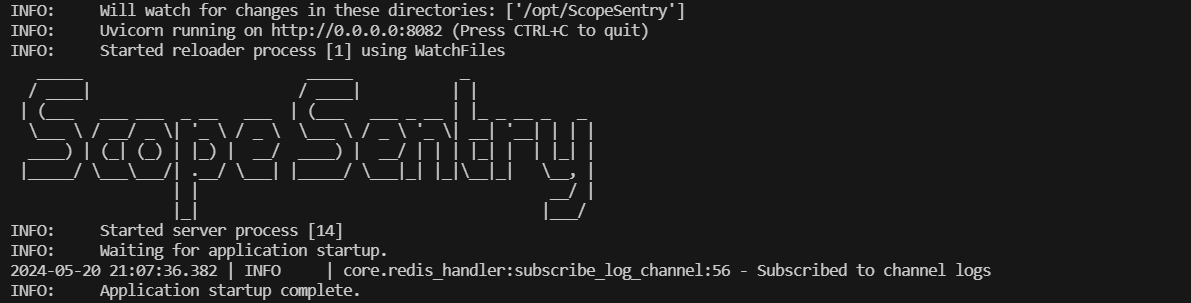 INFO:     Will watch for changes in these directories: ['/opt/ScopeSentry']
INFO:     Uvicorn running on http://0.0.0.0:8082 (Press CTRL+C to quit)
INFO:     Started reloader process [1] using WatchFiles
ScopeSentry
INFO:     Started server process [14]
INFO:     Waiting for application startup.
2024-05-20 21:07:36.382 | INFO     | core.redis_handler:subscribe_log_channel:56 - Subscribed to channel logs
INFO:     Application startup complete.